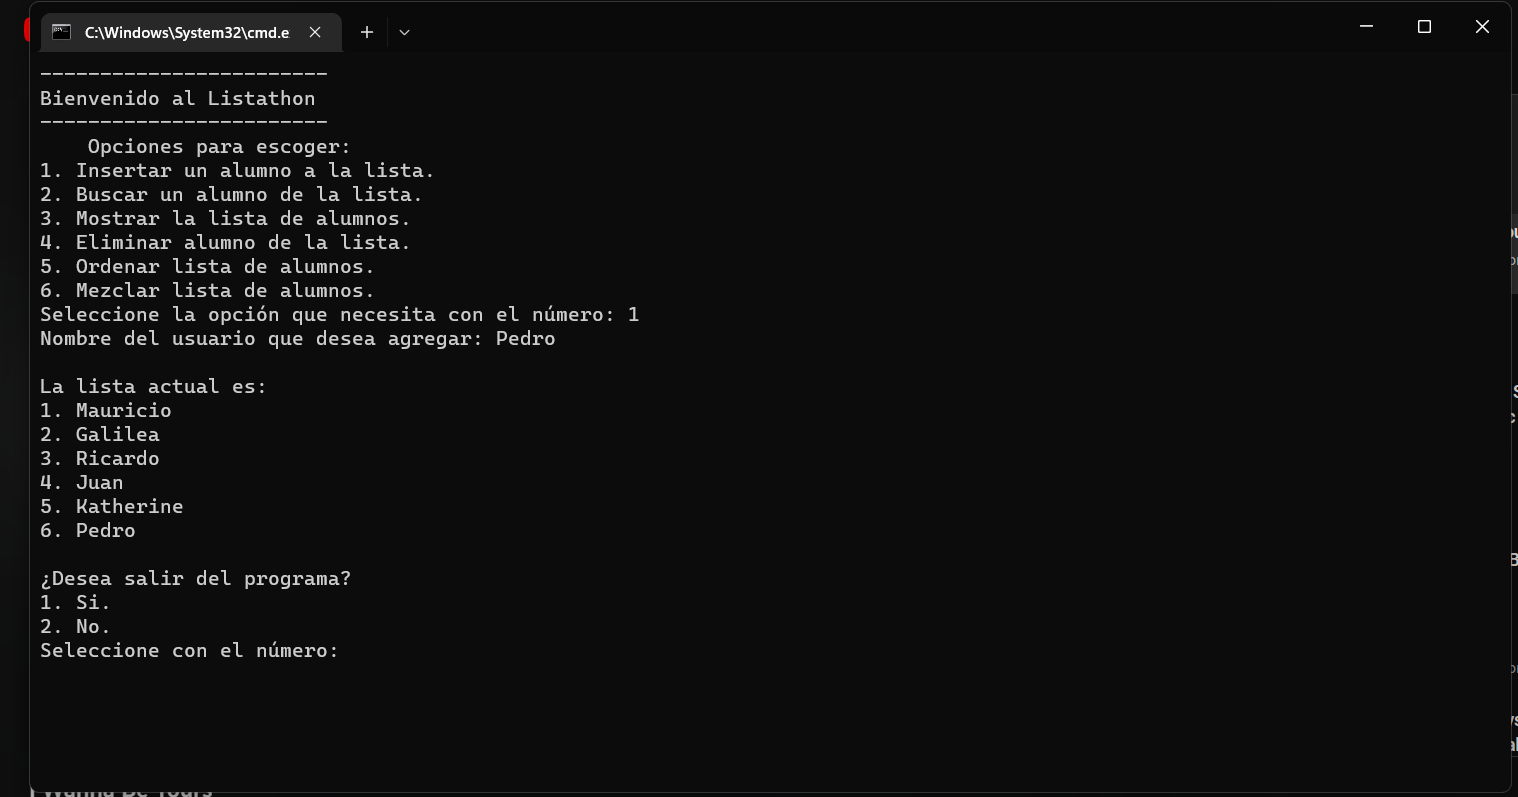 C:\Windows\System32\cmd.e
------------------------
Bienvenido al Listathon
------------------------
    Opciones para escoger:
1. Insertar un alumno a la lista.
2. Buscar un alumno de la lista.
3. Mostrar la lista de alumnos.
4. Eliminar alumno de la lista.
5. Ordenar lista de alumnos.
6. Mezclar lista de alumnos.
Seleccione la opción que necesita con el número: 1
Nombre del usuario que desea agregar: Pedro

La lista actual es:
1. Mauricio
2. Galilea
3. Ricardo
4. Juan
5. Katherine
6. Pedro

¿Desea salir del programa?
1. Si.
2. No.
Seleccione con el número: